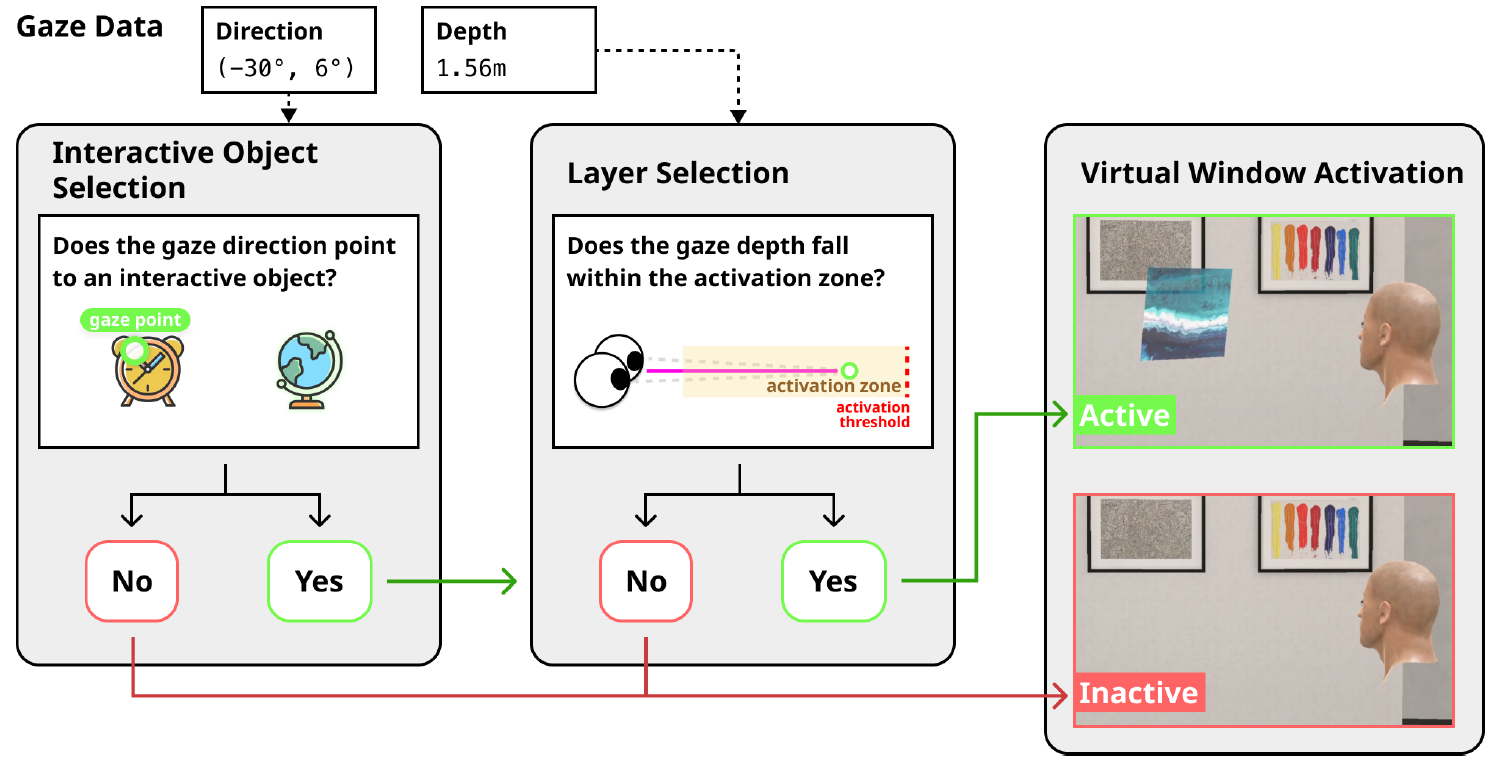 Gaze Data
Direction
(−30°, 6°)
Depth
1.56m
Interactive Object
Selection
Does the gaze direction point
to an interactive object?
gaze point
No
Yes
Layer Selection
Does the gaze depth fall
within the activation zone?
activation zone
activation
threshold
No
Yes
Virtual Window Activation
Active
Inactive